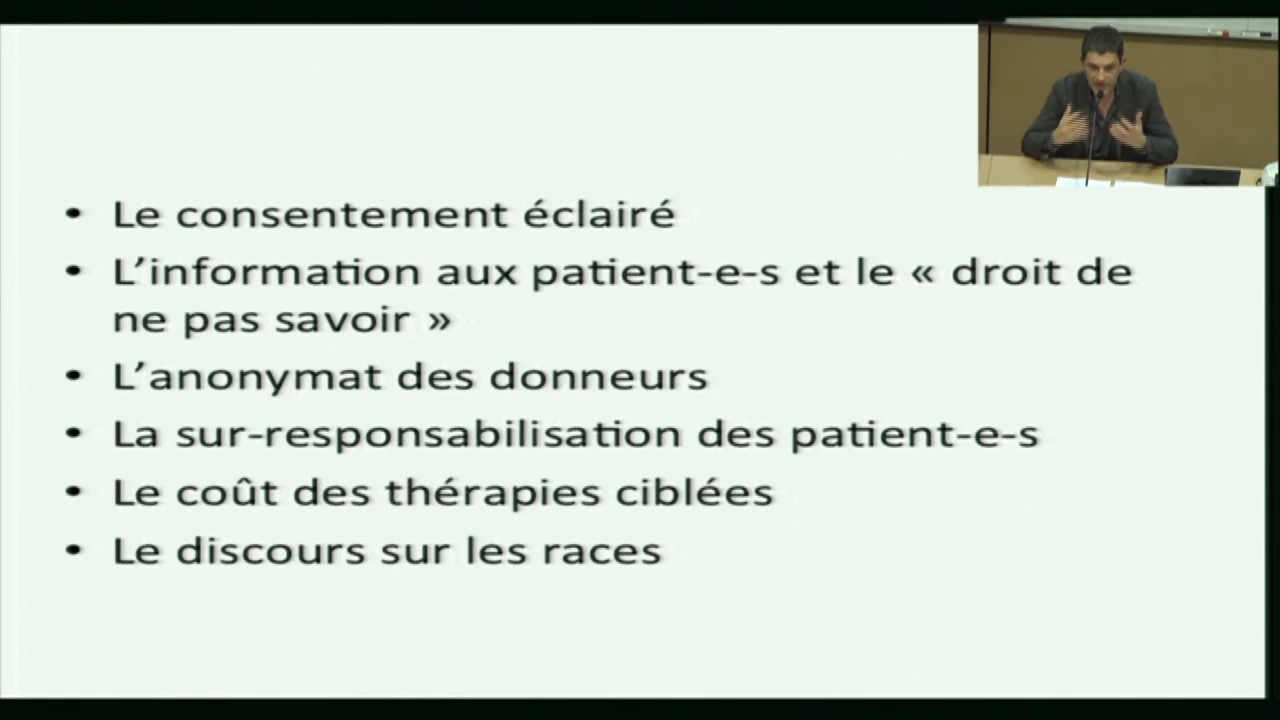 • Le consentement éclairé
• L’information aux patient-e-s et le « droit de
ne pas savoir »
• L’anonymat des donneurs
• La sur-responsabilisation des patient-e-s
• Le coût des thérapies ciblées
• Le discours sur les races